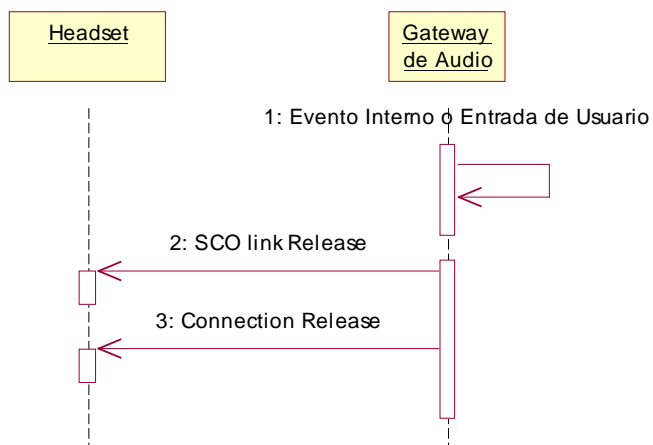 Headset
Gateway
de Audio
1: Evento Interno o Entrada de Usuario
2: SCO link Release
3: Connection Release